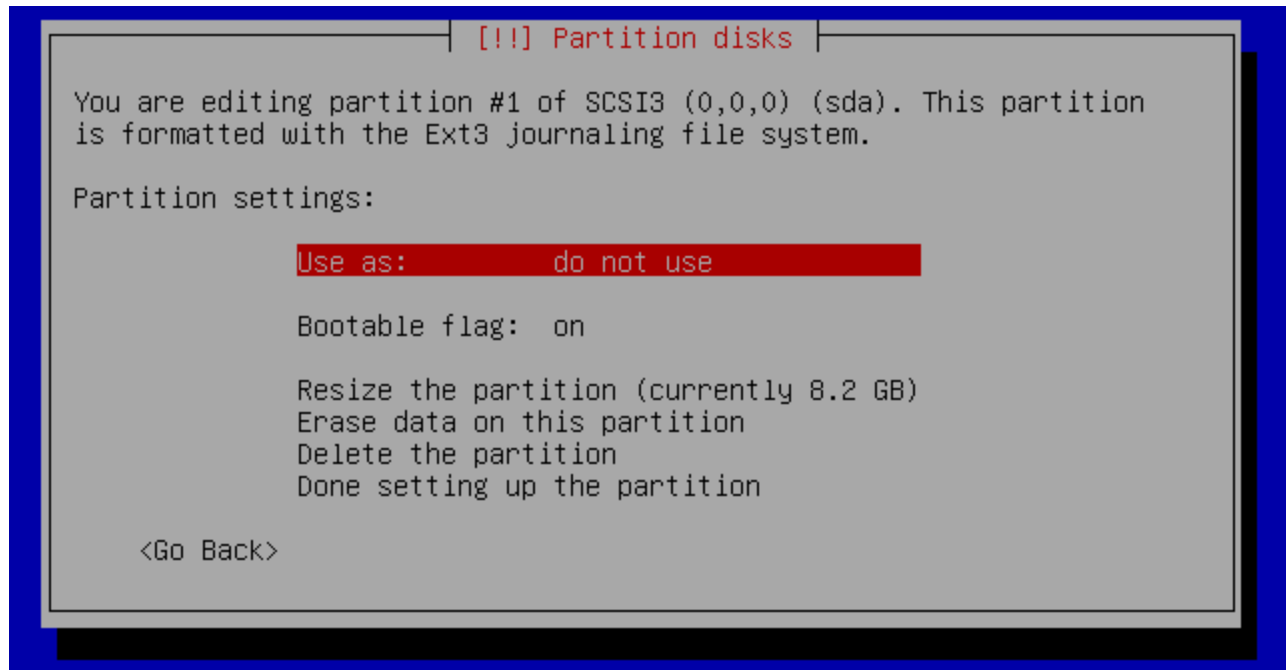 [!!] Partition disks
You are editing partition #1 of SCSI3 (0,0,0) (sda). This partition
is formatted with the Ext3 journaling file system.
Partition settings:
Use as: do not use
Bootable flag: on
Resize the partition (currently 8.2 GB)
Erase data on this partition
Delete the partition
Done setting up the partition
<Go Back>